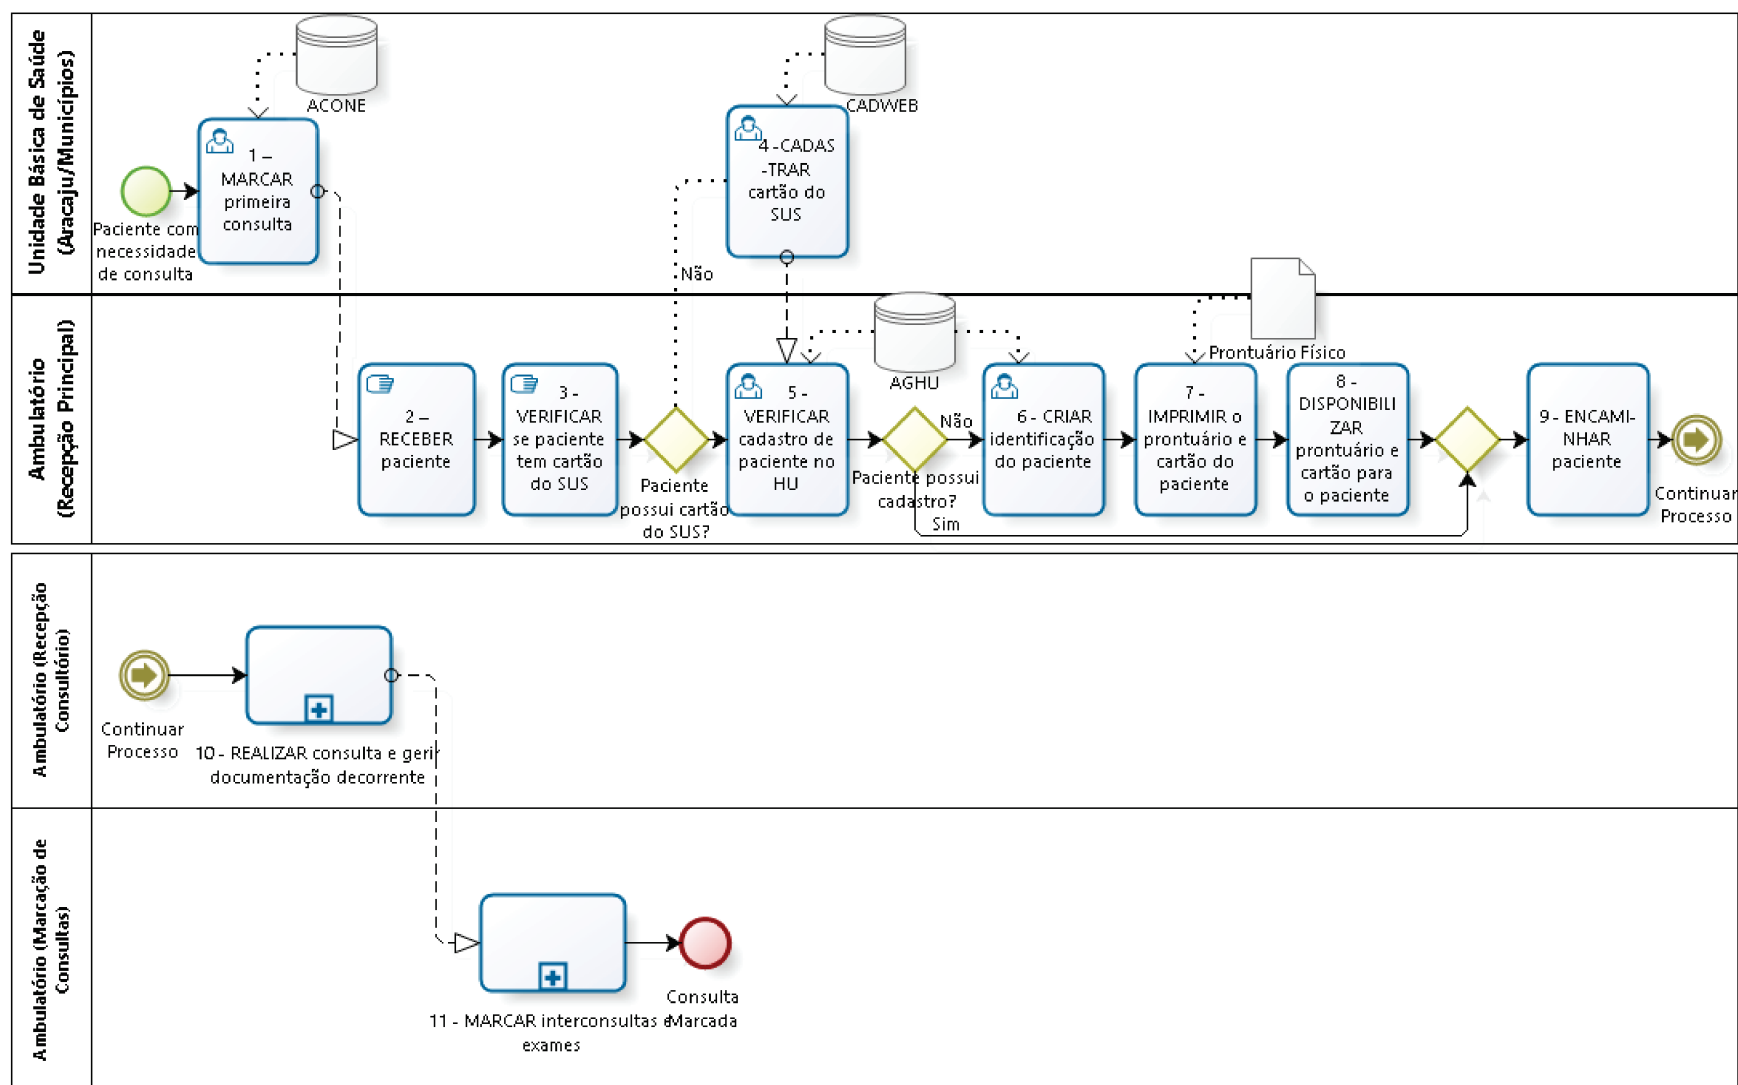 Unidade Básica de Saúde
(Aracaju/Municípios)
ACONE
CADWEB
1 –
MARCAR
primeira
consulta
4 -CADAS
-TRAR
cartão do
SUS
Paciente com
necessidade
de consulta
Não
Ambulatório
(Recepção Principal)
AGHU
Prontuário Físico
2 –
RECEBER
paciente
3 -
VERIFICAR
se paciente
tem cartão
do SUS
Paciente
possui cartão
do SUS?
5 -
VERIFICAR
cadastro de
paciente no
HU
Não
Paciente possui
cadastro?
Sim
6 - CRIAR
identificação
do paciente
7 -
IMPRIMIR o
prontuário e
cartão do
paciente
8 -
DISPONIBILI
ZAR
prontuário e
cartão para
o paciente
9 - ENCAMI-
NHAR
paciente
Continuar
Processo
Ambulatório (Recepção
Consultório)
Continuar
Processo
10 - REALIZAR consulta e gerir
documentação decorrente
Ambulatório (Marcação de
Consultas)
11 - MARCAR interconsultas e
exames
Consulta
Marcada